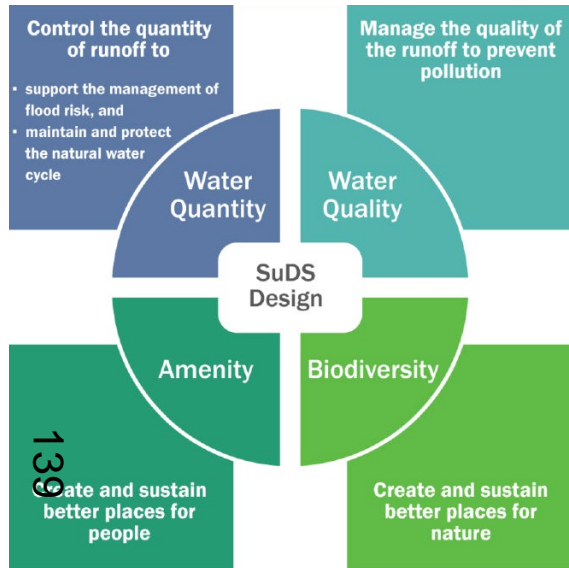 Control the quantity
of runoff to
• support the management of
flood risk, and
• maintain and protect
the natural water
cycle
Manage the quality of
the runoff to prevent
pollution
Water
Quantity
Water
Quality
SuDS
Design
Amenity
Biodiversity
139
Create and sustain
better places for
people
Create and sustain
better places for
nature